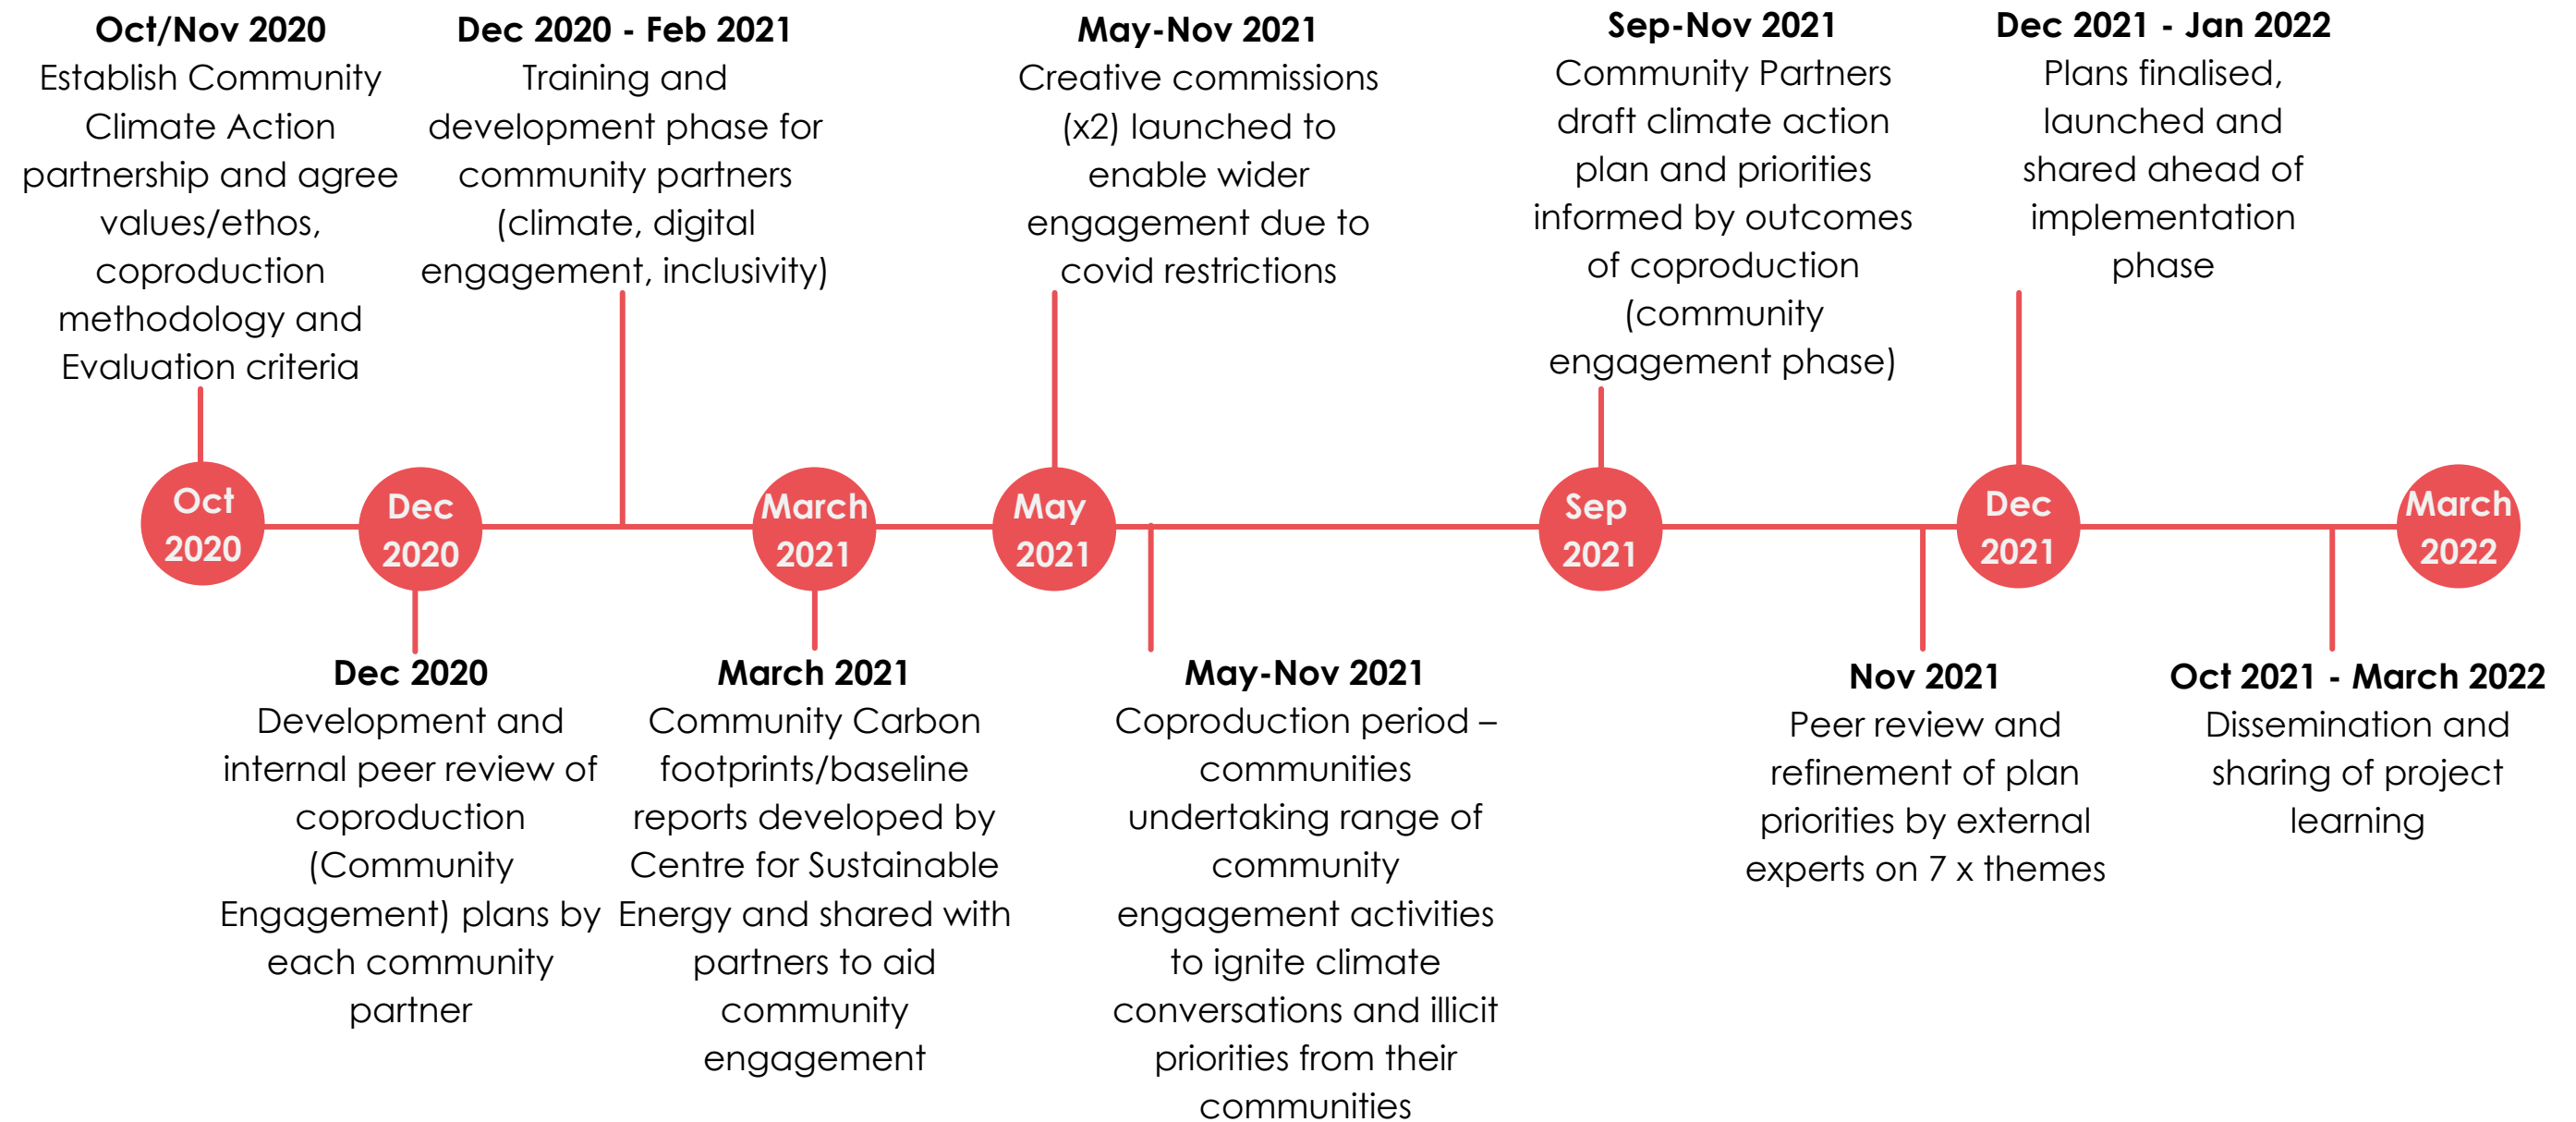 Oct/Nov 2020
Establish Community
Climate Action
partnership and agree
values/ethos,
coproduction
methodology and
Evaluation criteria
Dec 2020 - Feb 2021
Training and
development phase for
community partners
(climate, digital
engagement, inclusivity)
May-Nov 2021
Creative commissions
(x2) launched to
enable wider
engagement due to
covid restrictions
Sep-Nov 2021
Community Partners
draft climate action
plan and priorities
informed by outcomes
of coproduction
(community
engagement phase)
Dec 2021 - Jan 2022
Plans finalised,
launched and
shared ahead of
implementation
phase
Oct
2020
Dec
2020
March
2021
May
2021
Sep
2021
Dec
2021
March
2022
Dec 2020
Development and
internal peer review of
coproduction
(Community
Engagement) plans by
each community
partner
March 2021
Community Carbon
footprints/baseline
reports developed by
Centre for Sustainable
Energy and shared with
partners to aid
community
engagement
May-Nov 2021
Coproduction period –
communities
undertaking range of
community
engagement activities
to ignite climate
conversations and illicit
priorities from their
communities
Nov 2021
Peer review and
refinement of plan
priorities by external
experts on 7 x themes
Oct 2021 - March 2022
Dissemination and
sharing of project
learning